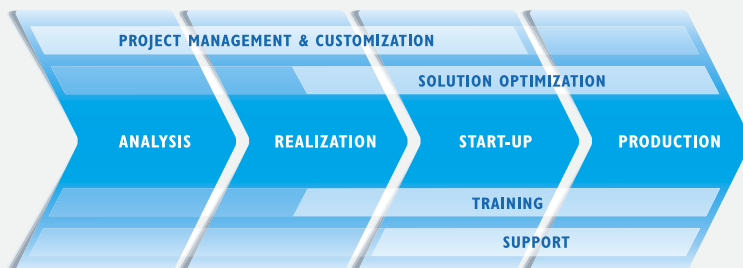 PROJECT MANAGEMENT & CUSTOMIZATION
SOLUTION OPTIMIZATION
ANALYSIS REALIZATION START-UP PRODUCTION
TRAINING
SUPPORT